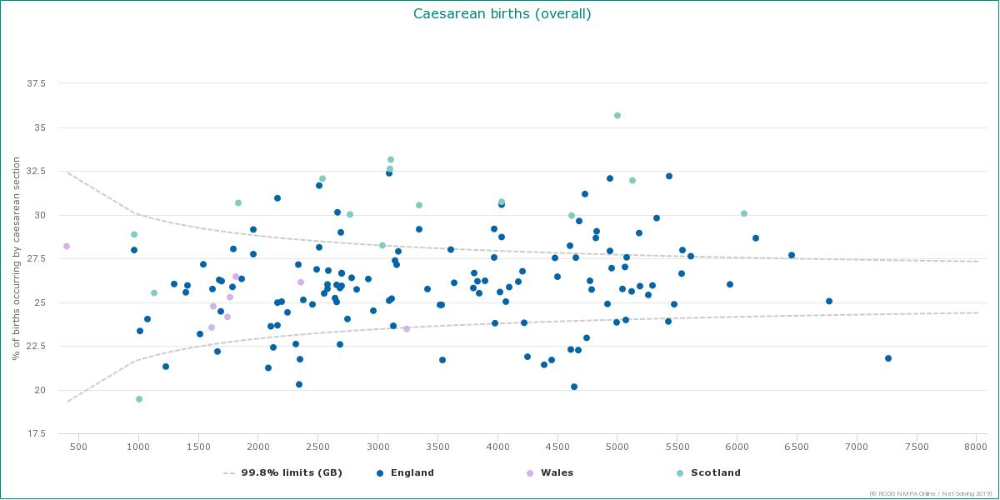 Caesarean births (overall)
% of births occurring by caesarean section
37.5
35
32.5
30
27.5
25
22.5
20
17.5
500 1000 1500 2000 2500 3000 3500 4000 4500 5000 5500 6000 6500 7000 7500 8000
99.8% limits (GB) England Wales Scotland
(© RCOG NMPA Online / Net Solving 2019)